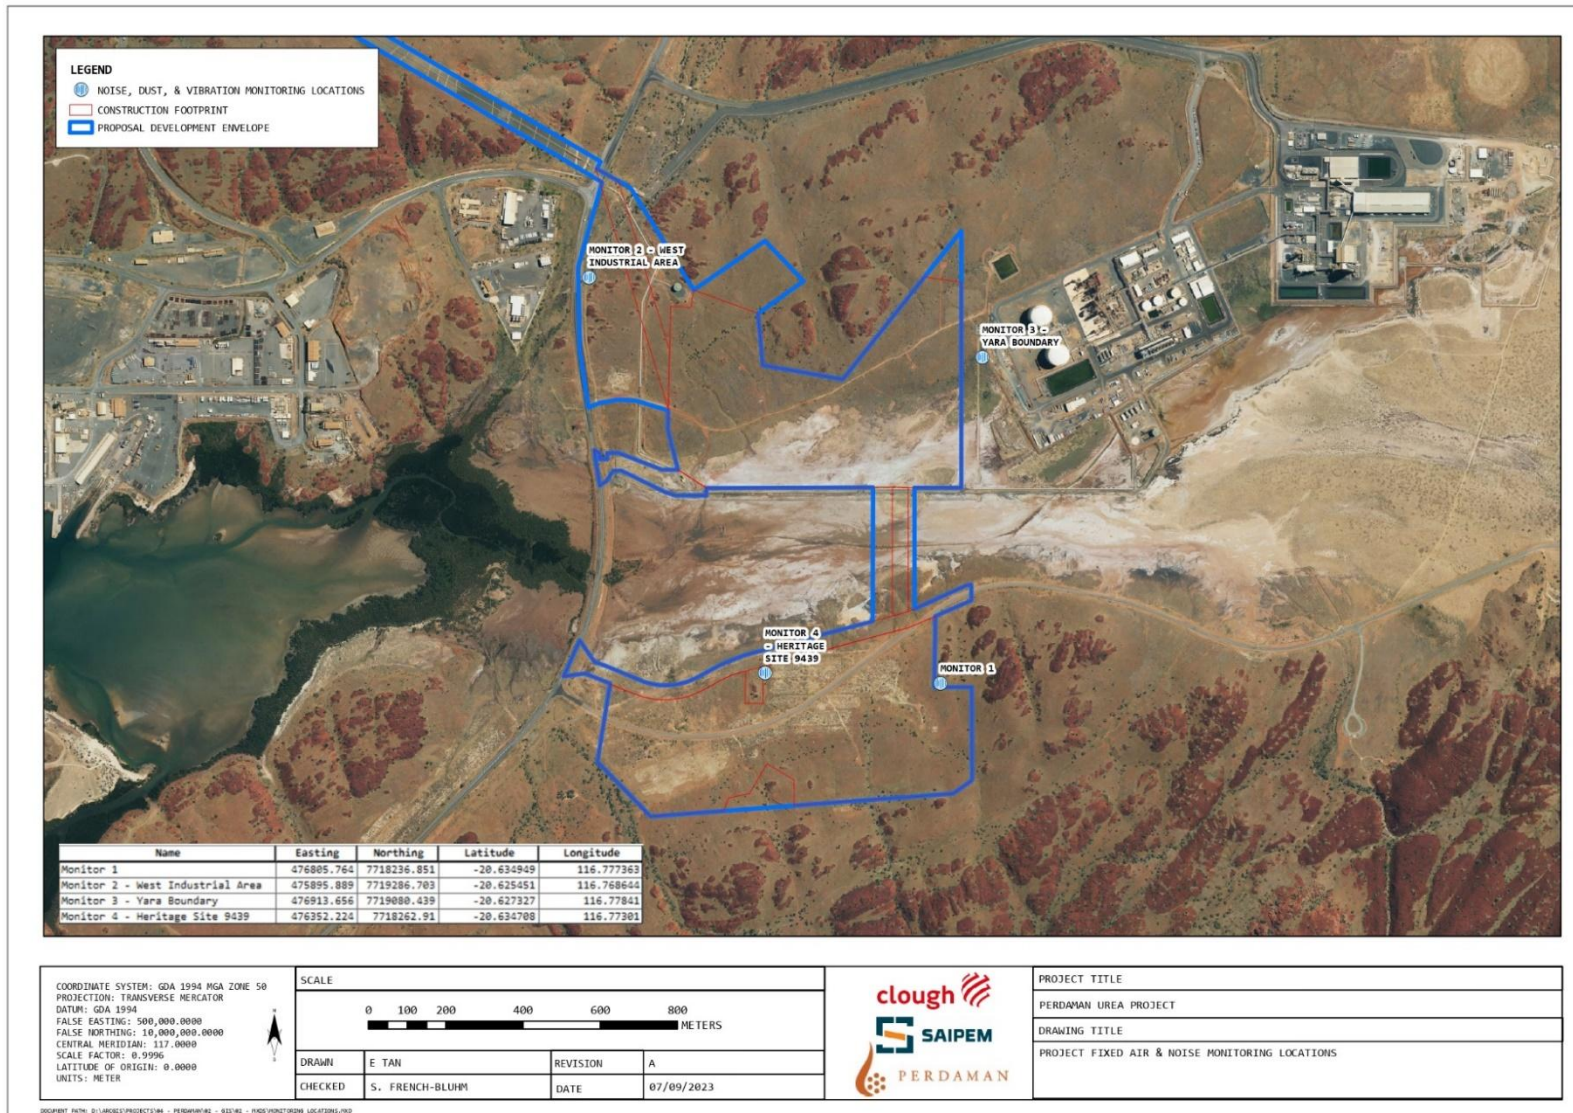 LEGEND
NOISE, DUST, & VIBRATION MONITORING LOCATIONS
CONSTRUCTION FOOTPRINT
PROPOSAL DEVELOPMENT ENVELOPE
MONITOR 2 - WEST
INDUSTRIAL AREA
MONITOR 3 -
YARA BOUNDARY
MONITOR 4
- HERITAGE
SITE 9439
MONITOR 1
Name Easting Northing Latitude Longitude
Monitor 1 476805.764 7718236.851 -20.634949 116.777363
Monitor 2 - West Industrial Area 475895.889 7719286.703 -20.625451 116.768644
Monitor 3 - Yara Boundary 476913.656 7719080.439 -20.627327 116.77841
Monitor 4 - Heritage Site 9439 476352.224 7718262.91 -20.634708 116.77301
COORDINATE SYSTEM: GDA 1994 MGA ZONE 50
PROJECTION: TRANSVERSE MERCATOR
DATUM: GDA 1994
FALSE EASTING: 500,000.0000
FALSE NORTHING: 10,000,000.0000
CENTRAL MERIDIAN: 117.0000
SCALE FACTOR: 0.9996
LATITUDE OF ORIGIN: 0.0000
UNITS: METER
SCALE
0 100 200 400 600 800
METERS
DRAWN E TAN REVISION A
CHECKED S. FRENCH-BLUHM DATE 07/09/2023
clough
SAIPEM
PERDAMAN
PROJECT TITLE
PERDAMAN UREA PROJECT
DRAWING TITLE
PROJECT FIXED AIR & NOISE MONITORING LOCATIONS